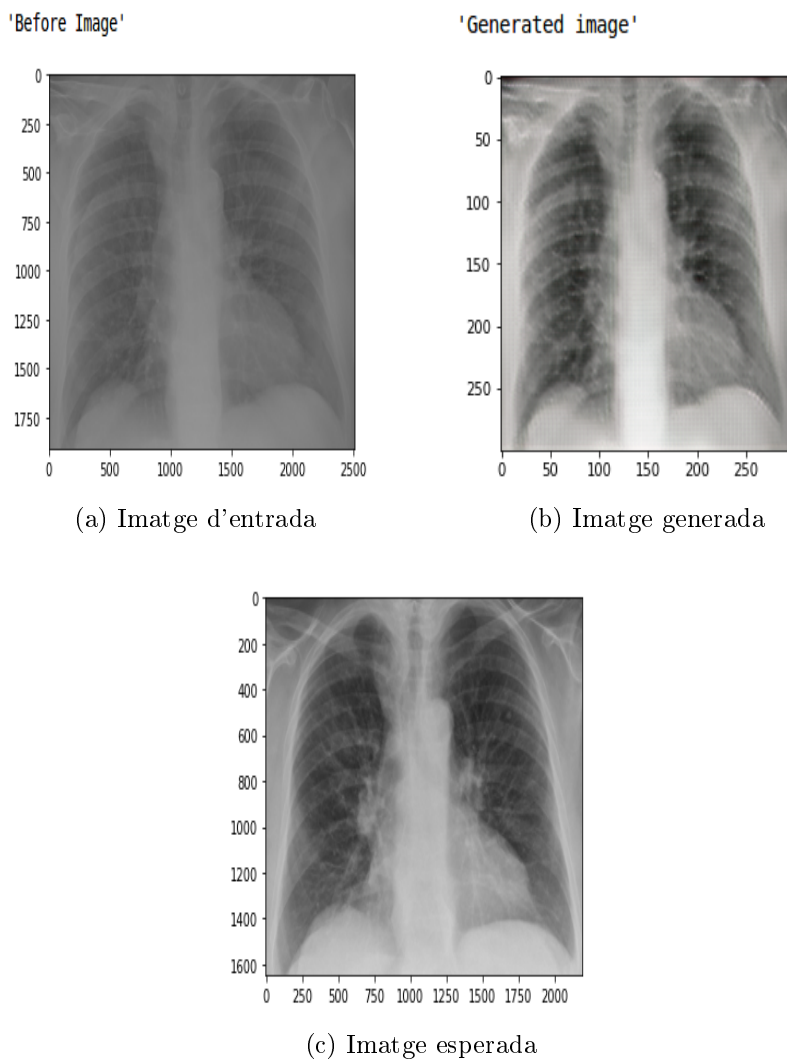 'Before Image'
'Generated image'
0
250
500
750
1000
1250
1500
1750
0 500 1000 1500 2000 2500
0
50
100
150
200
250
0 50 100 150 200 250
(a) Imatge d'entrada
(b) Imatge generada
0
200
400
600
800
1000
1200
1400
1600
0 250 500 750 1000 1250 1500 1750 2000
(c) Imatge esperada